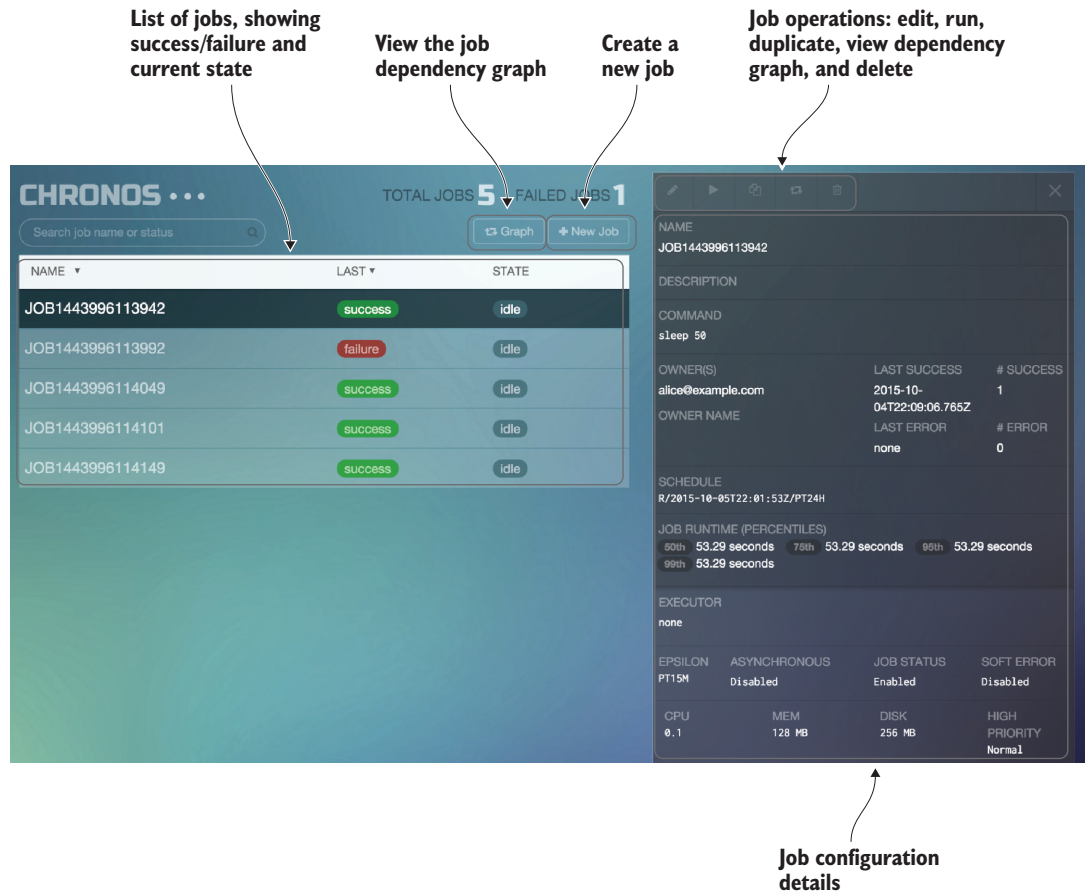 List of jobs, showing
success/failure and
current state
View the job
dependency graph
Create a
new job
Job operations: edit, run,
duplicate, view dependency
graph, and delete
CHRONOS •••
TOTAL JOBS 5 FAILED JOBS 1
Search job name or status
Graph
New Job
NAME LAST STATE
JOB1443996113942 success idle
JOB1443996113992 failure idle
JOB1443996114049 success idle
JOB1443996114101 success idle
JOB1443996114149 success idle
NAME
JOB1443996113942
DESCRIPTION
COMMAND
sleep 50
OWNER(S)
alice@example.com
OWNER NAME
LAST SUCCESS
2015-10-
04T22:09:06.765Z
# SUCCESS
1
LAST ERROR
none
# ERROR
0
SCHEDULE
R/2015-10-05T22:01:53Z/PT24H
JOB RUNTIME (PERCENTILES)
50th 53.29 seconds 75th 53.29 seconds 95th 53.29 seconds
99th 53.29 seconds
EXECUTOR
none
EPSILON ASYNCHRONOUS JOB STATUS SOFT ERROR
PT15M Disabled Enabled Disabled
CPU MEM DISK HIGH
PRIORITY
0.1 128 MB 256 MB
Normal
Job configuration
details